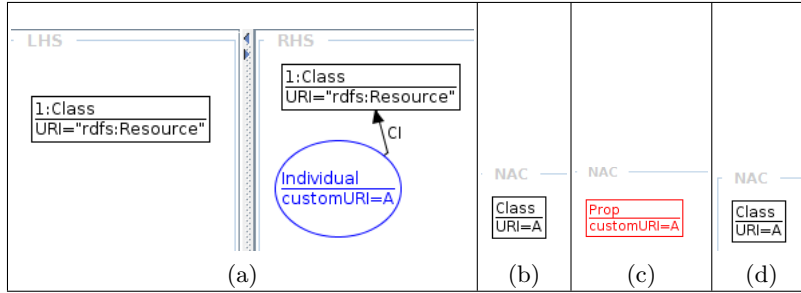 LHS
1:Class
URI="rdfs:Resource"
RHS
1:Class
URI="rdfs:Resource"
CI
Individual
customURI=A
(a)
NAC
Class
URI=A
(b)
NAC
Prop
customURI=A
(c)
NAC
Class
URI=A
(d)